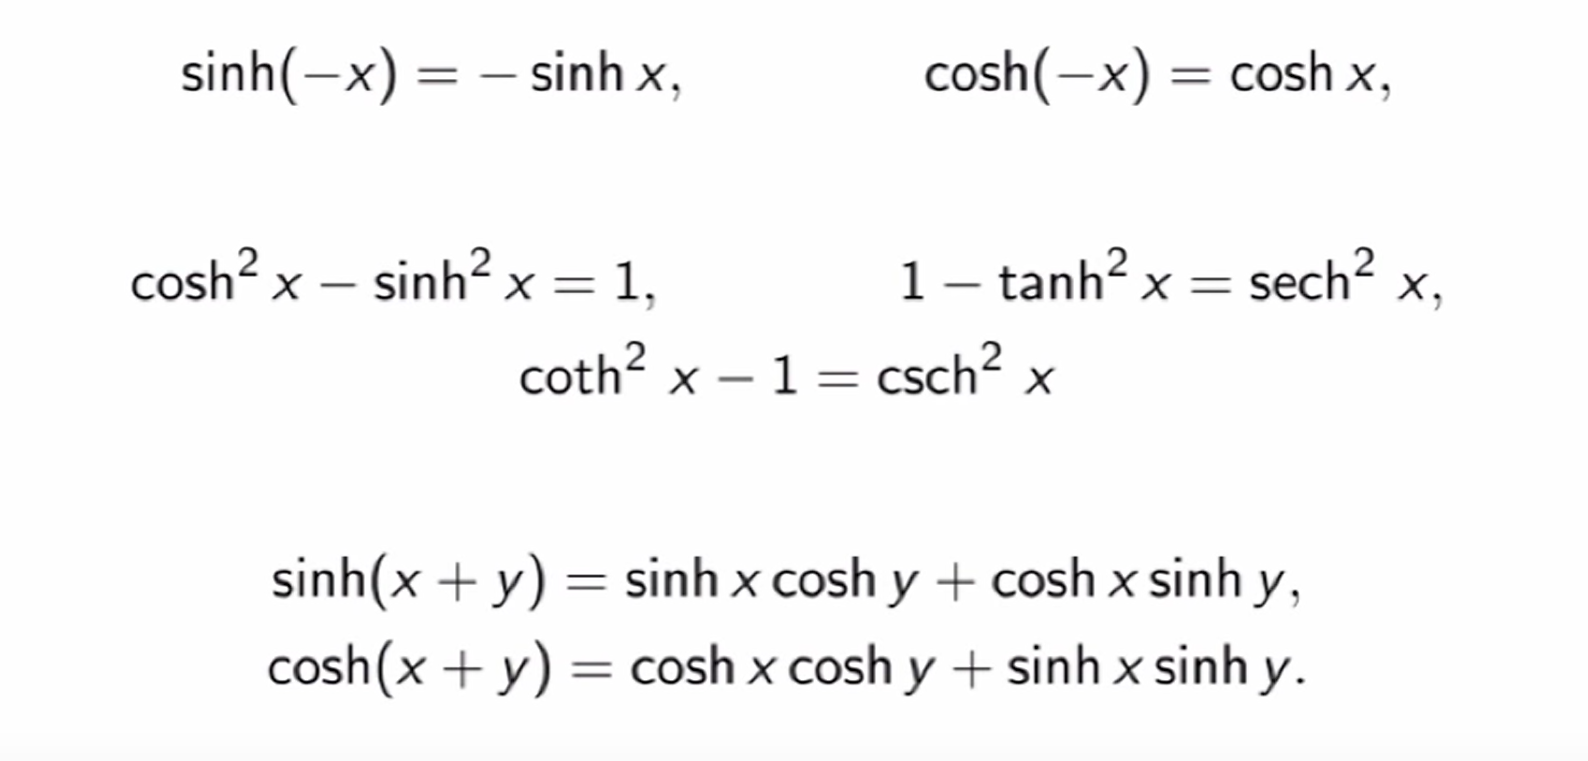 sinh(−x) = − sinh x, cosh(−x) = cosh x,
cosh² x − sinh² x = 1, 1 − tanh² x = sech² x,
coth² x − 1 = csch² x
sinh(x + y) = sinh x cosh y + cosh x sinh y,
cosh(x + y) = cosh x cosh y + sinh x sinh y.